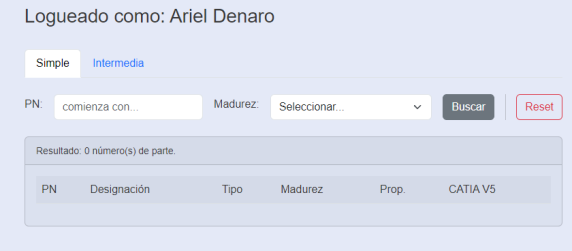 Logueado como: Ariel Denaro
Simple Intermedia
PN: comienza con... Madurez: Seleccionar... Buscar Reset
Resultado: 0 número(s) de parte.
PN Designación Tipo Madurez Prop. CATIA V5